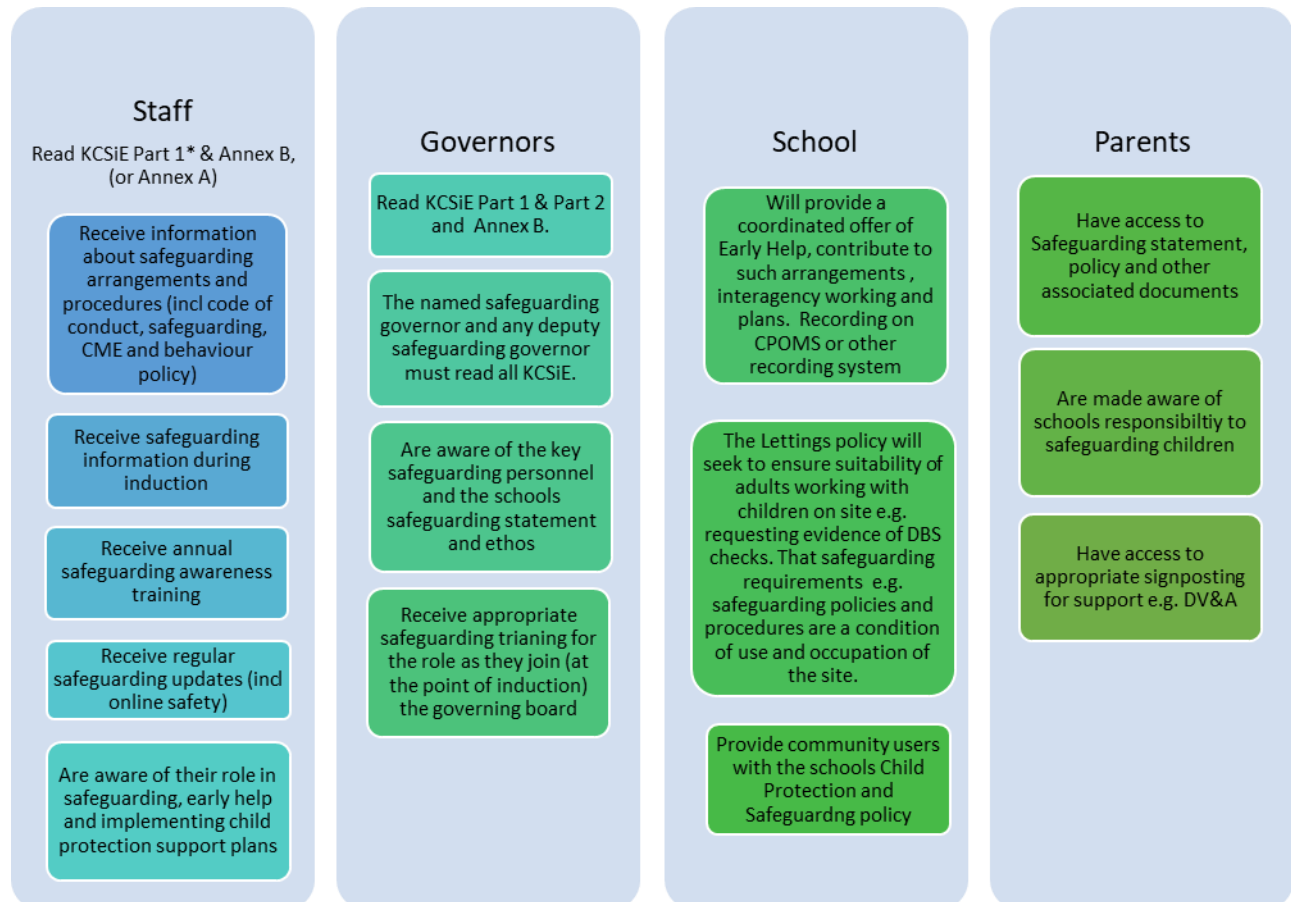 Staff
Read KCSiE Part 1* & Annex B,
(or Annex A)
Receive information
about safeguarding
arrangements and
procedures (incl code of
conduct, safeguarding,
CME and behaviour
policy)
Receive safeguarding
information during
induction
Receive annual
safeguarding awareness
training
Receive regular
safeguarding updates (incl
online safety)
Are aware of their role in
safeguarding, early help
and implementing child
protection support plans
Governors
Read KCSiE Part 1 & Part 2
and Annex B.
The named safeguarding
governor and any deputy
safeguarding governor
must read all KCSiE.
Are aware of the key
safeguarding personnel
and the schools
safeguarding statement
and ethos
Receive appropriate
safeguarding trianing for
the role as they join (at
the point of induction)
the governing board
School
Will provide a
coordinated offer of
Early Help, contribute to
such arrangements ,
interagency working and
plans. Recording on
CPOMS or other
recording system
The Lettings policy will
seek to ensure suitability of
adults working with
children on site e.g.
requesting evidence of DBS
checks. That safeguarding
requirements e.g.
safeguarding policies and
procedures are a condition
of use and occupation of
the site.
Provide community users
with the schools Child
Protection and
Safeguardng policy
Parents
Have access to
Safeguarding statement,
policy and other
associated documents
Are made aware of
schools responsibiltiy to
safeguarding children
Have access to
appropriate signposting
for support e.g. DV&A